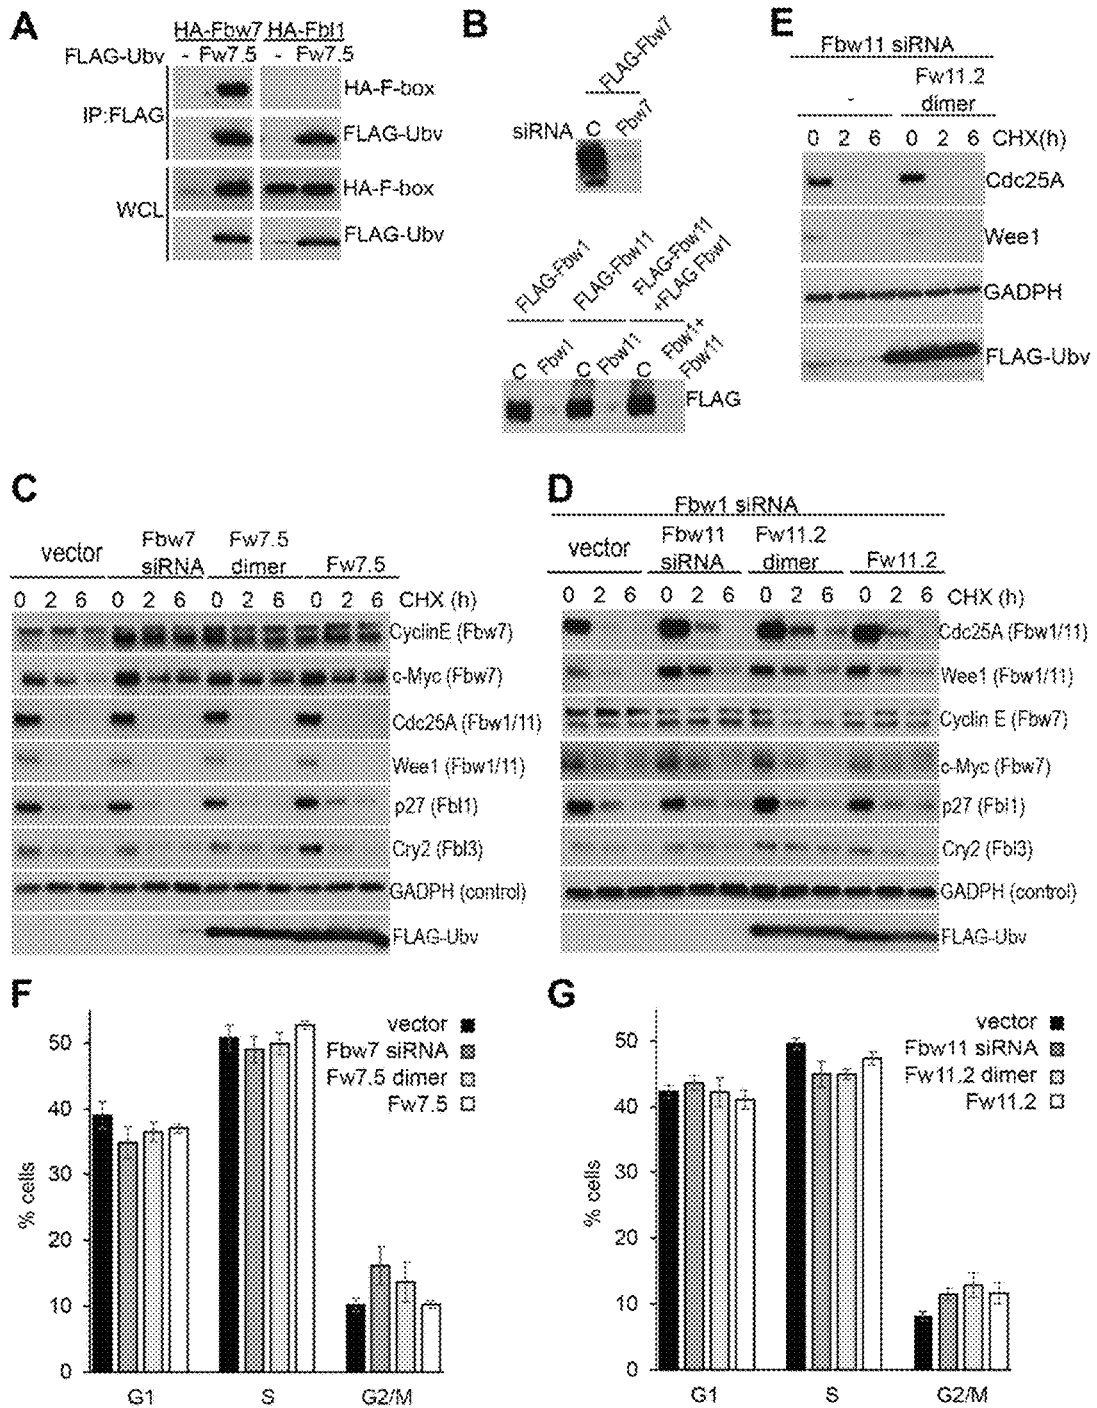 A
HA-Fbw7 HA-Fbl1
FLAG-Ubv - Fw7.5 - Fw7.5
IP:FLAG
HA-F-box
FLAG-Ubv
WCL
HA-F-box
FLAG-Ubv
B
FLAG-Fbw7
siRNA C Fbw7
FLAG-Fbw1
FLAG-Fbw11
FLAG-Fbw11
+FLAG Fbw1
C Fbw1 C Fbw11 C Fbw1+
Fbw11
FLAG
E
Fbw11 siRNA
Fw11.2
- dimer
0 2 6 0 2 6 CHX(h)
Cdc25A
Wee1
GADPH
FLAG-Ubv
C
vector Fbw7 siRNA Fw7.5 dimer Fw7.5
0 2 6 0 2 6 0 2 6 0 2 6 CHX (h)
CyclinE (Fbw7)
c-Myc (Fbw7)
Cdc25A (Fbw1/11)
Wee1 (Fbw1/11)
p27 (Fbl1)
Cry2 (Fbl3)
GADPH (control)
FLAG-Ubv
D
Fbw1 siRNA
vector Fbw11 siRNA Fw11.2 dimer Fw11.2
0 2 6 0 2 6 0 2 6 0 2 6 CHX (h)
Cdc25A (Fbw1/11)
Wee1 (Fbw1/11)
Cyclin E (Fbw7)
c-Myc (Fbw7)
p27 (Fbl1)
Cry2 (Fbl3)
GADPH (control)
FLAG-Ubv
F
vector
Fbw7 siRNA
Fw7.5 dimer
Fw7.5
% cells
50
40
30
20
10
0
G1 S G2/M
G
vector
Fbw11 siRNA
Fw11.2 dimer
Fw11.2
% cells
50
40
30
20
10
0
G1 S G2/M